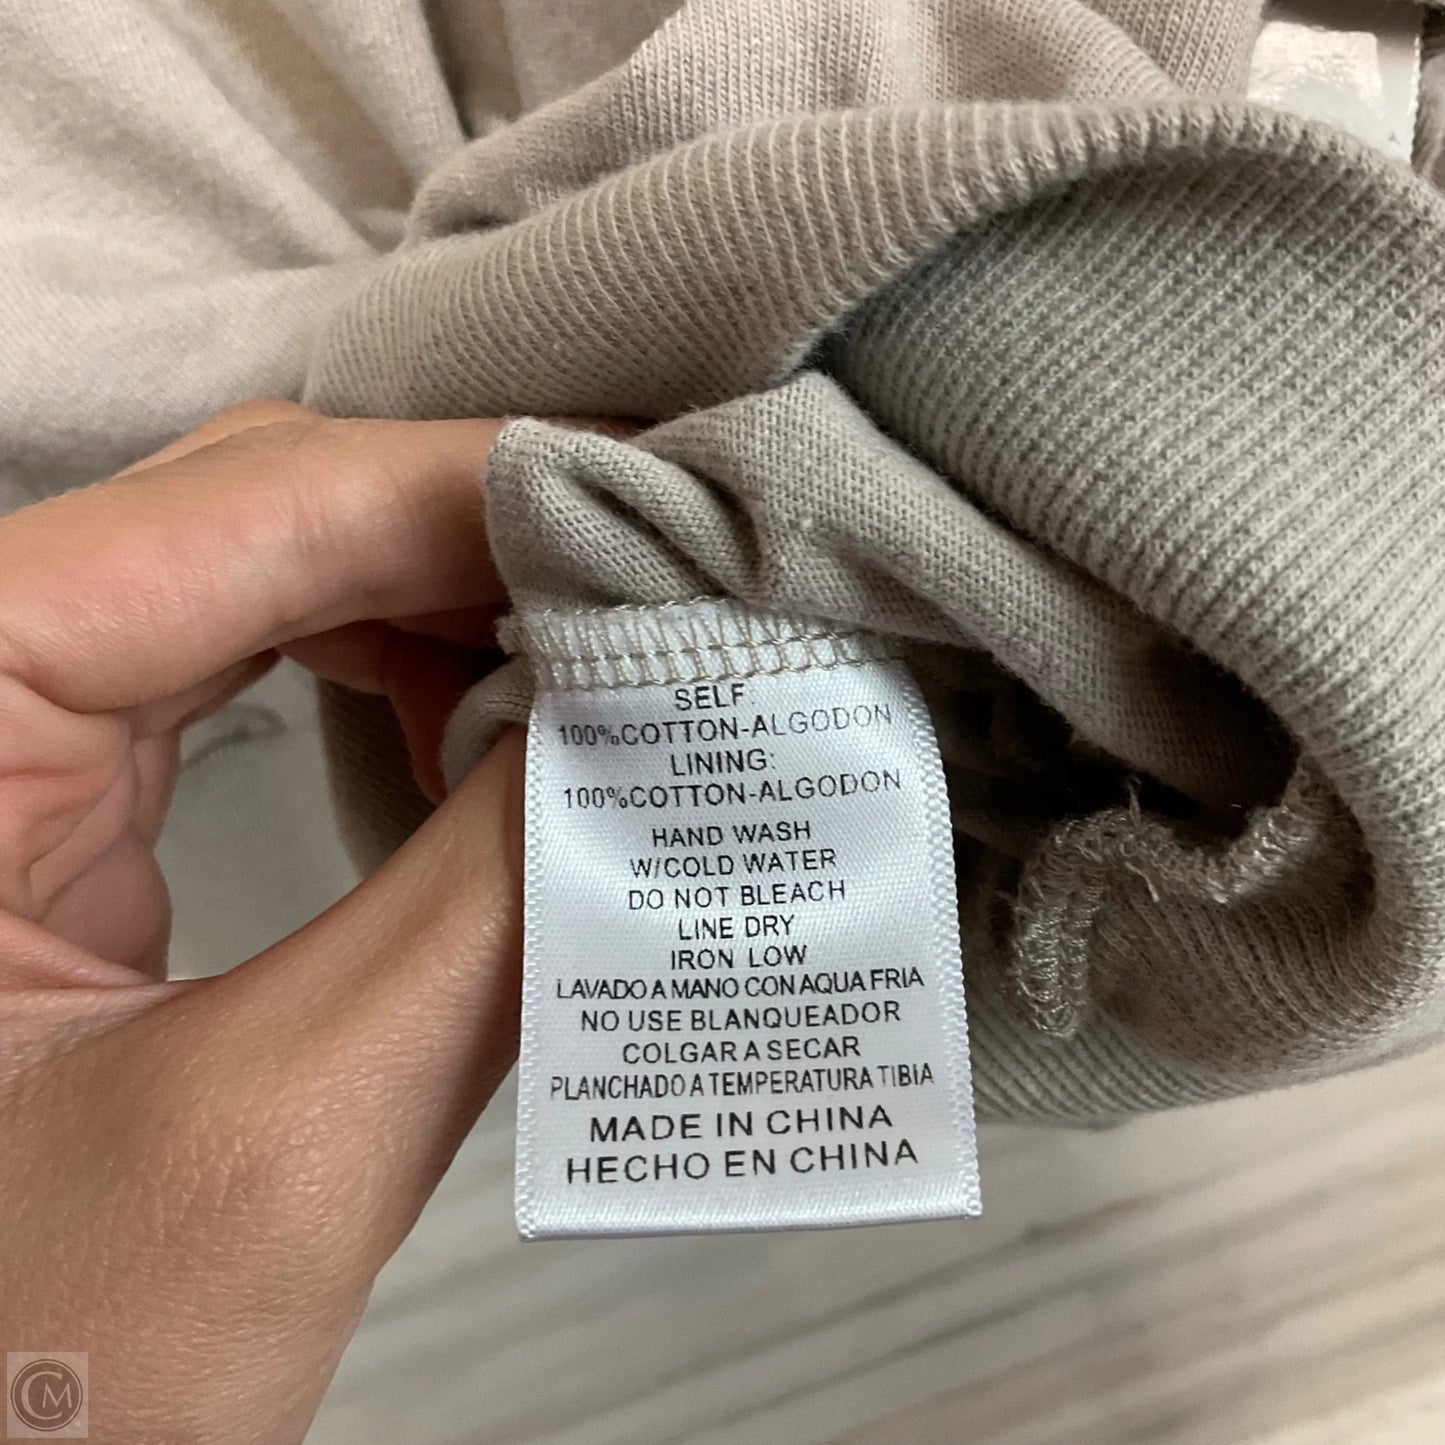 SELF:
100%COTTON-ALGODON
LINING:
100%COTTON-ALGODON
HAND WASH
W/COLD WATER
DO NOT BLEACH
LINE DRY
IRON LOW
LAVADO A MANO CON AQUA FRIA
NO USE BLANQUEADOR
COLGAR A SECAR
PLANCHADO A TEMPERATURA TIBIA
MADE IN CHINA
HECHO EN CHINA
CM